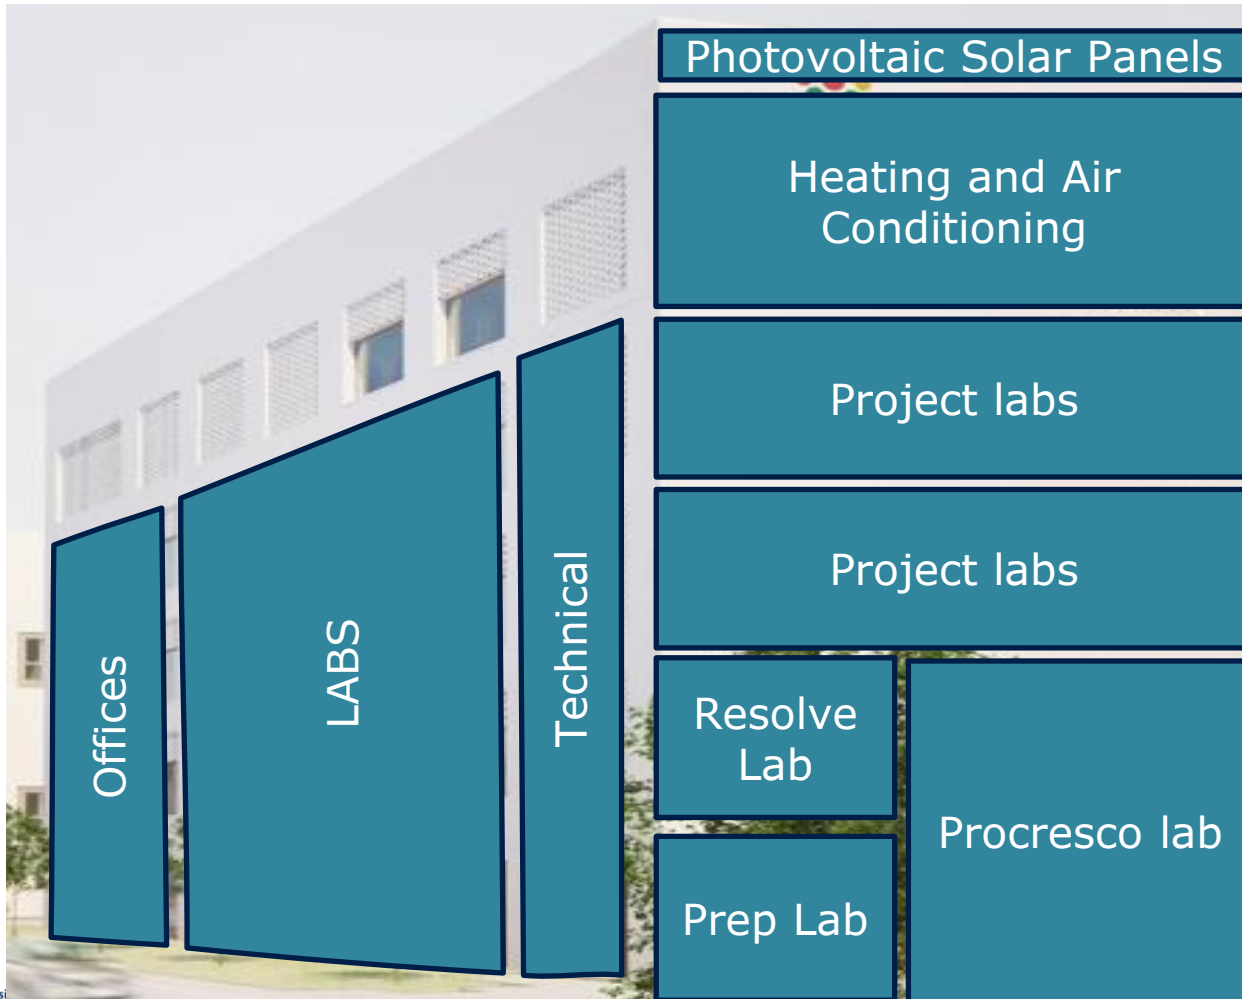 Photovoltaic Solar Panels
Heating and Air
Conditioning
Project labs
Project labs
Offices
LABS
Technical
Resolve
Lab
Procresco lab
Prep Lab
si